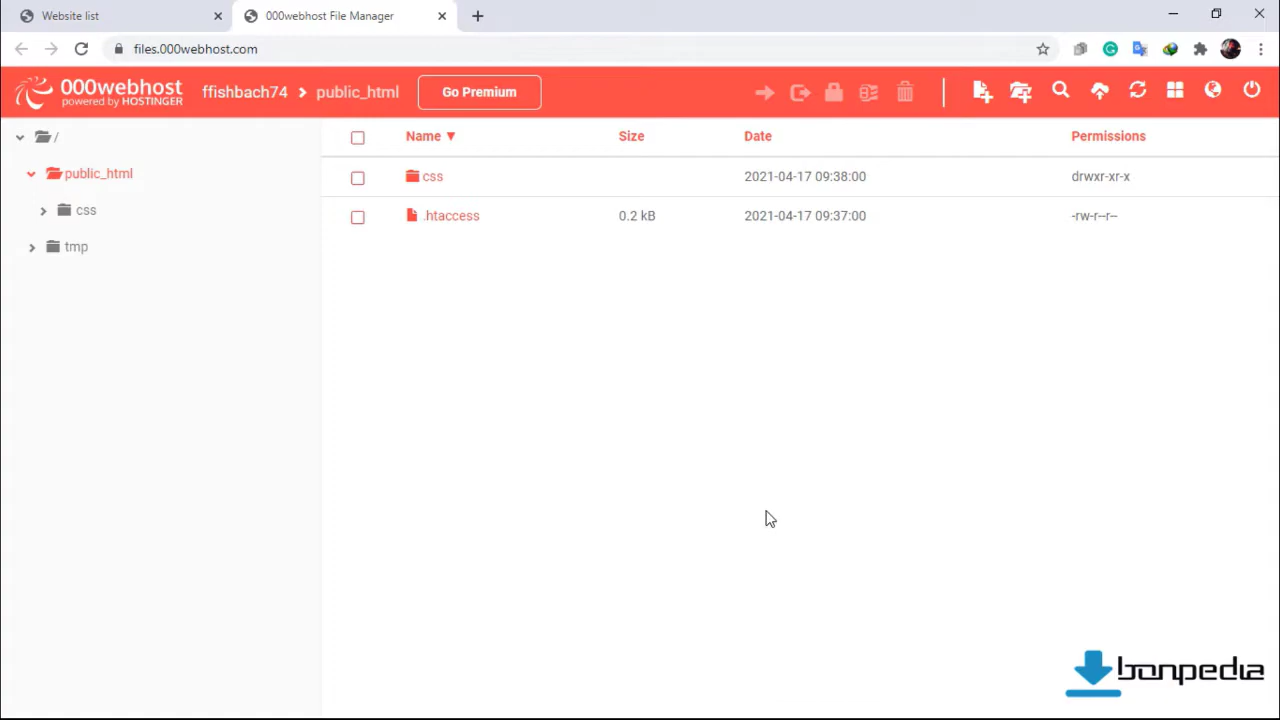 Website list
000webhost File Manager
files.000webhost.com
000webhost
powered by HOSTINGER
ffishbach74
public_html
Go Premium
/
public_html
css
tmp
Name ▼ Size Date Permissions
css 2021-04-17 09:38:00 drwxr-xr-x
.htaccess 0.2 kB 2021-04-17 09:37:00 -rw-r--r--
bonpedia